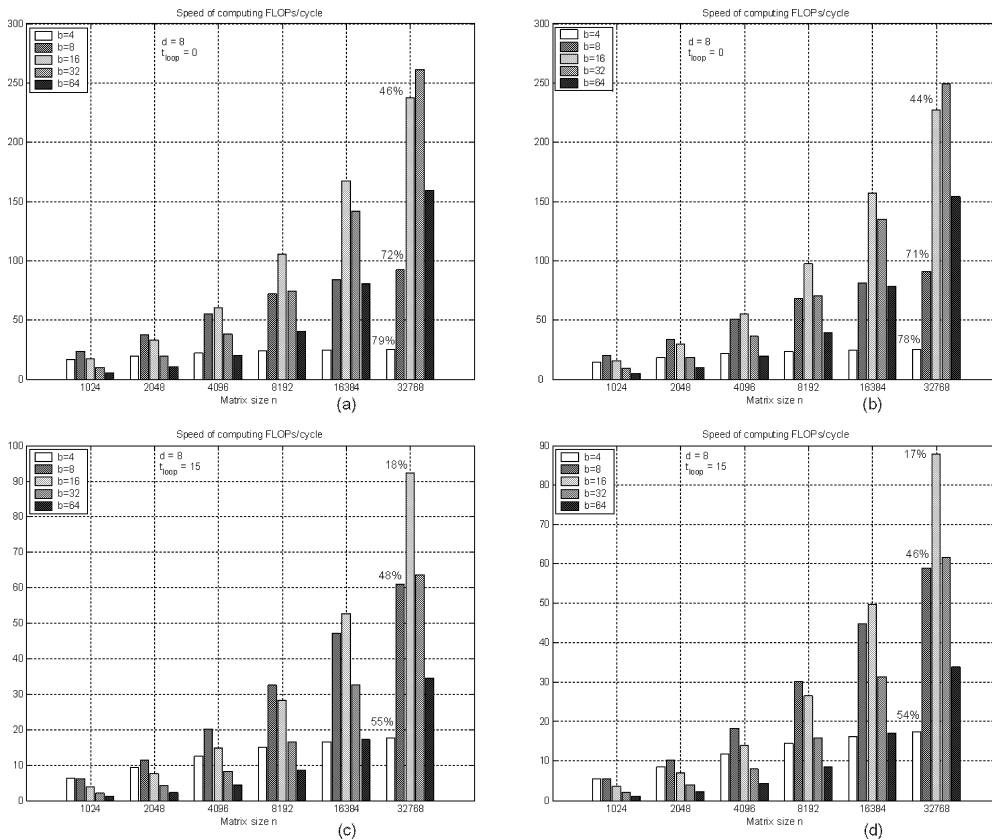 Speed of computing FLOPs/cycle
300
250
200
150
100
50
0
b=4
b=8
b=16
b=32
b=64
d = 8
t_loop = 0
46%
72%
79%
1024
2048
4096
8192
16384
32768
Matrix size n
(a)
Speed of computing FLOPs/cycle
300
250
200
150
100
50
0
b=4
b=8
b=16
b=32
b=64
d = 8
t_loop = 0
44%
71%
78%
1024
2048
4096
8192
16384
32768
Matrix size n
(b)
Speed of computing FLOPs/cycle
100
90
80
70
60
50
40
30
20
10
0
b=4
b=8
b=16
b=32
b=64
d = 8
t_loop = 15
18%
48%
55%
1024
2048
4096
8192
16384
32768
Matrix size n
(c)
Speed of computing FLOPs/cycle
90
80
70
60
50
40
30
20
10
0
b=4
b=8
b=16
b=32
b=64
d = 8
t_loop = 15
17%
46%
54%
1024
2048
4096
8192
16384
32768
Matrix size n
(d)